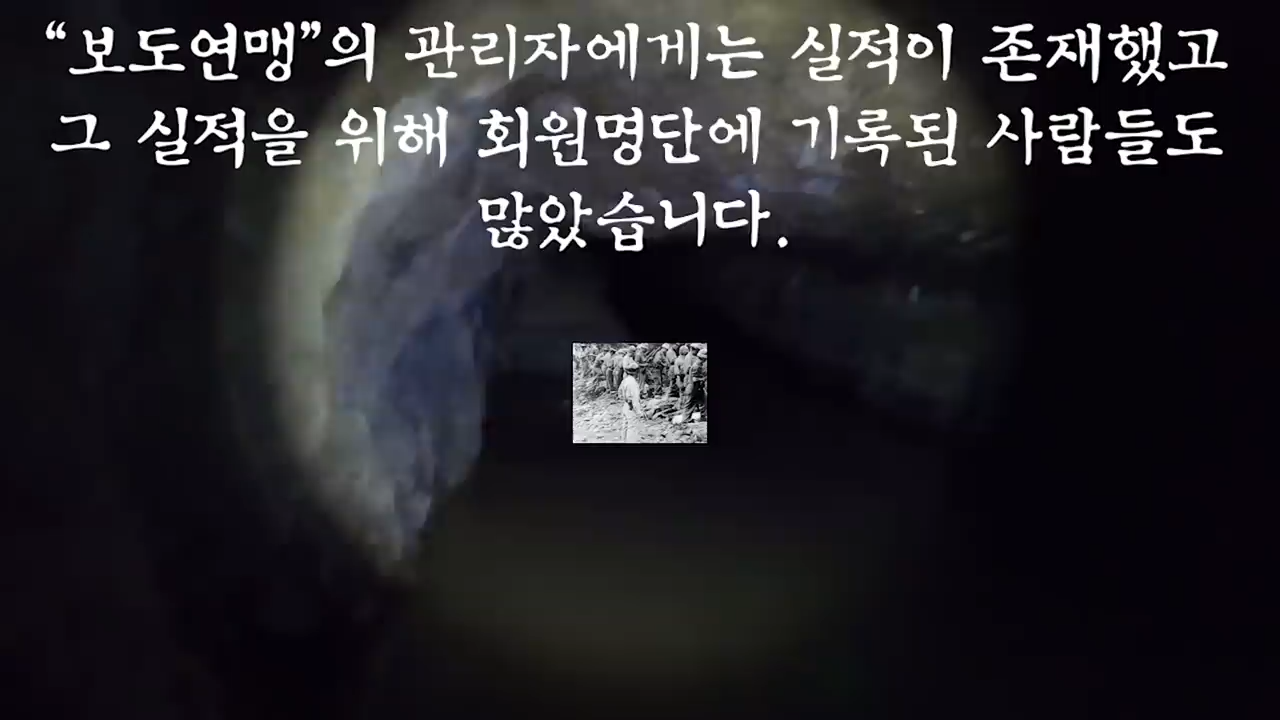 “보도연맹”의 관리자에게는 실적이 존재했고
그 실적을 위해 회원명단에 기록된 사람들도
많았습니다.